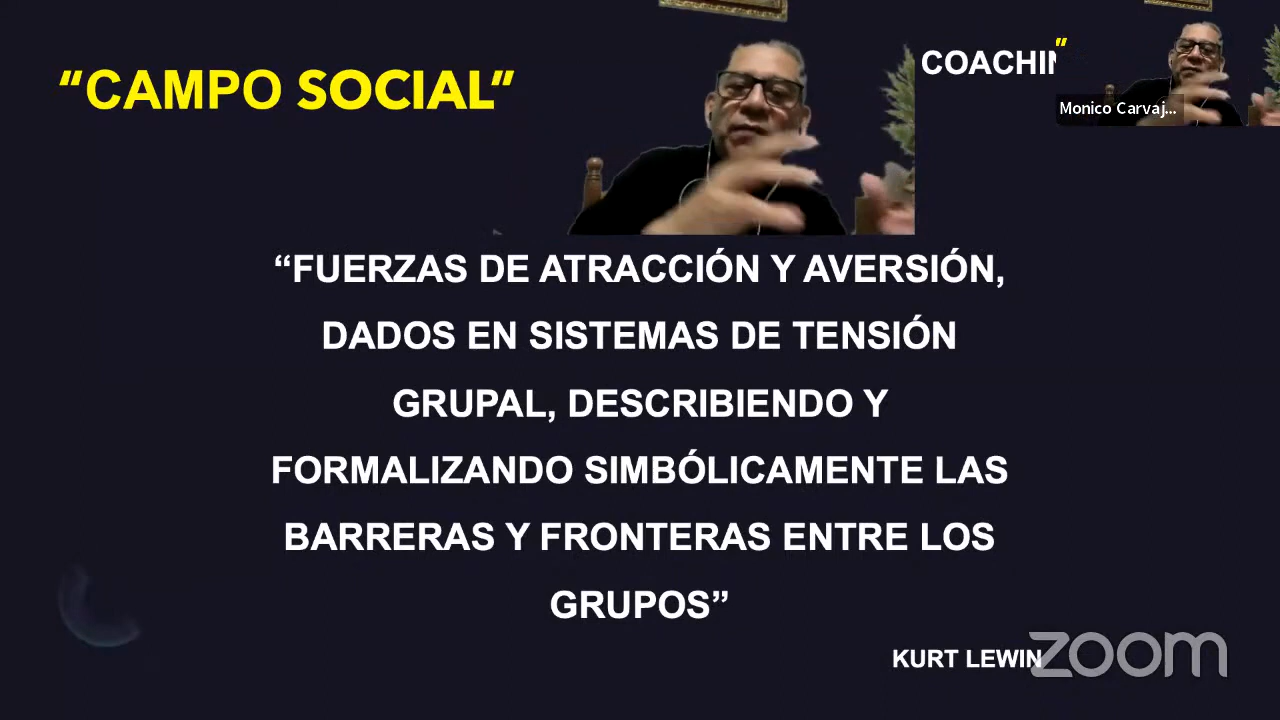 “CAMPO SOCIAL”
COACHIN
”
Monico Carvaj...
“FUERZAS DE ATRACCIÓN Y AVERSIÓN,
DADOS EN SISTEMAS DE TENSIÓN
GRUPAL, DESCRIBIENDO Y
FORMALIZANDO SIMBÓLICAMENTE LAS
BARRERAS Y FRONTERAS ENTRE LOS
GRUPOS”
KURT LEWIN
zoom